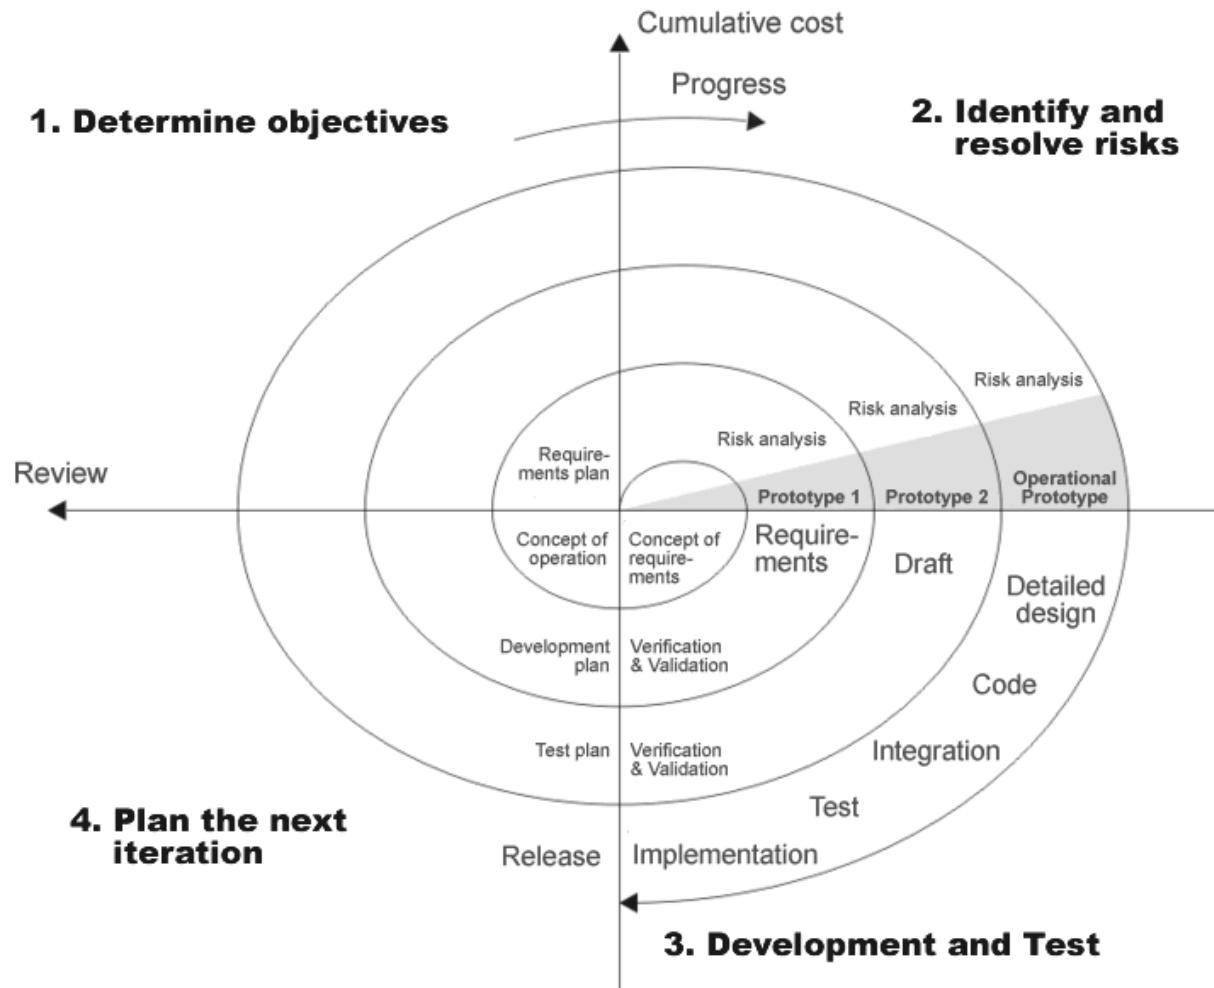 Cumulative cost
Progress
1. Determine objectives
2. Identify and
resolve risks
Risk analysis
Risk analysis
Risk analysis
Require-
ments plan
Review
Operational
Prototype
Prototype 1
Prototype 2
Concept of
operation
Concept of
require-
ments
Require-
ments
Draft
Detailed
design
Development
plan
Verification
& Validation
Code
Test plan
Verification
& Validation
Integration
Test
4. Plan the next
iteration
Release
Implementation
3. Development and Test